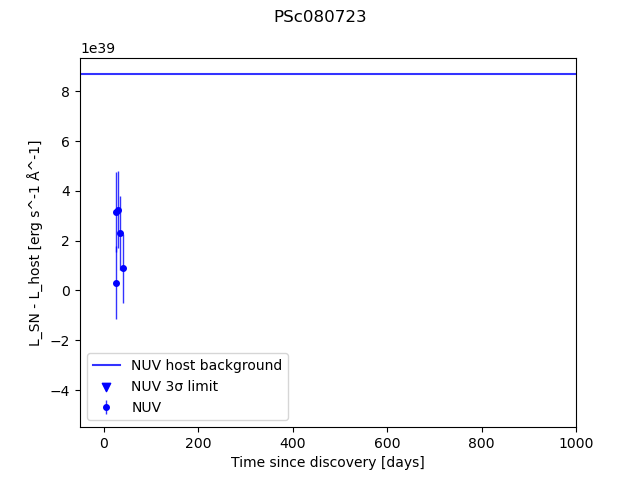 PSc080723
1e39
L_SN - L_host [erg s^-1 Å^-1]
8
6
4
2
0
−2
−4
NUV host background
NUV 3σ limit
NUV
0 200 400 600 800 1000
Time since discovery [days]